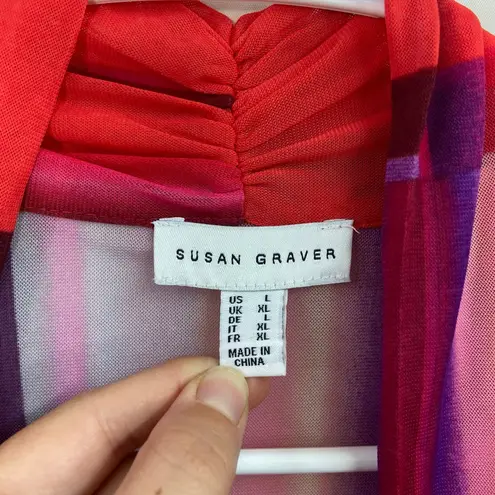 SUSAN GRAVER
US L
UK XL
DE L
IT XL
FR XL
MADE IN
CHINA